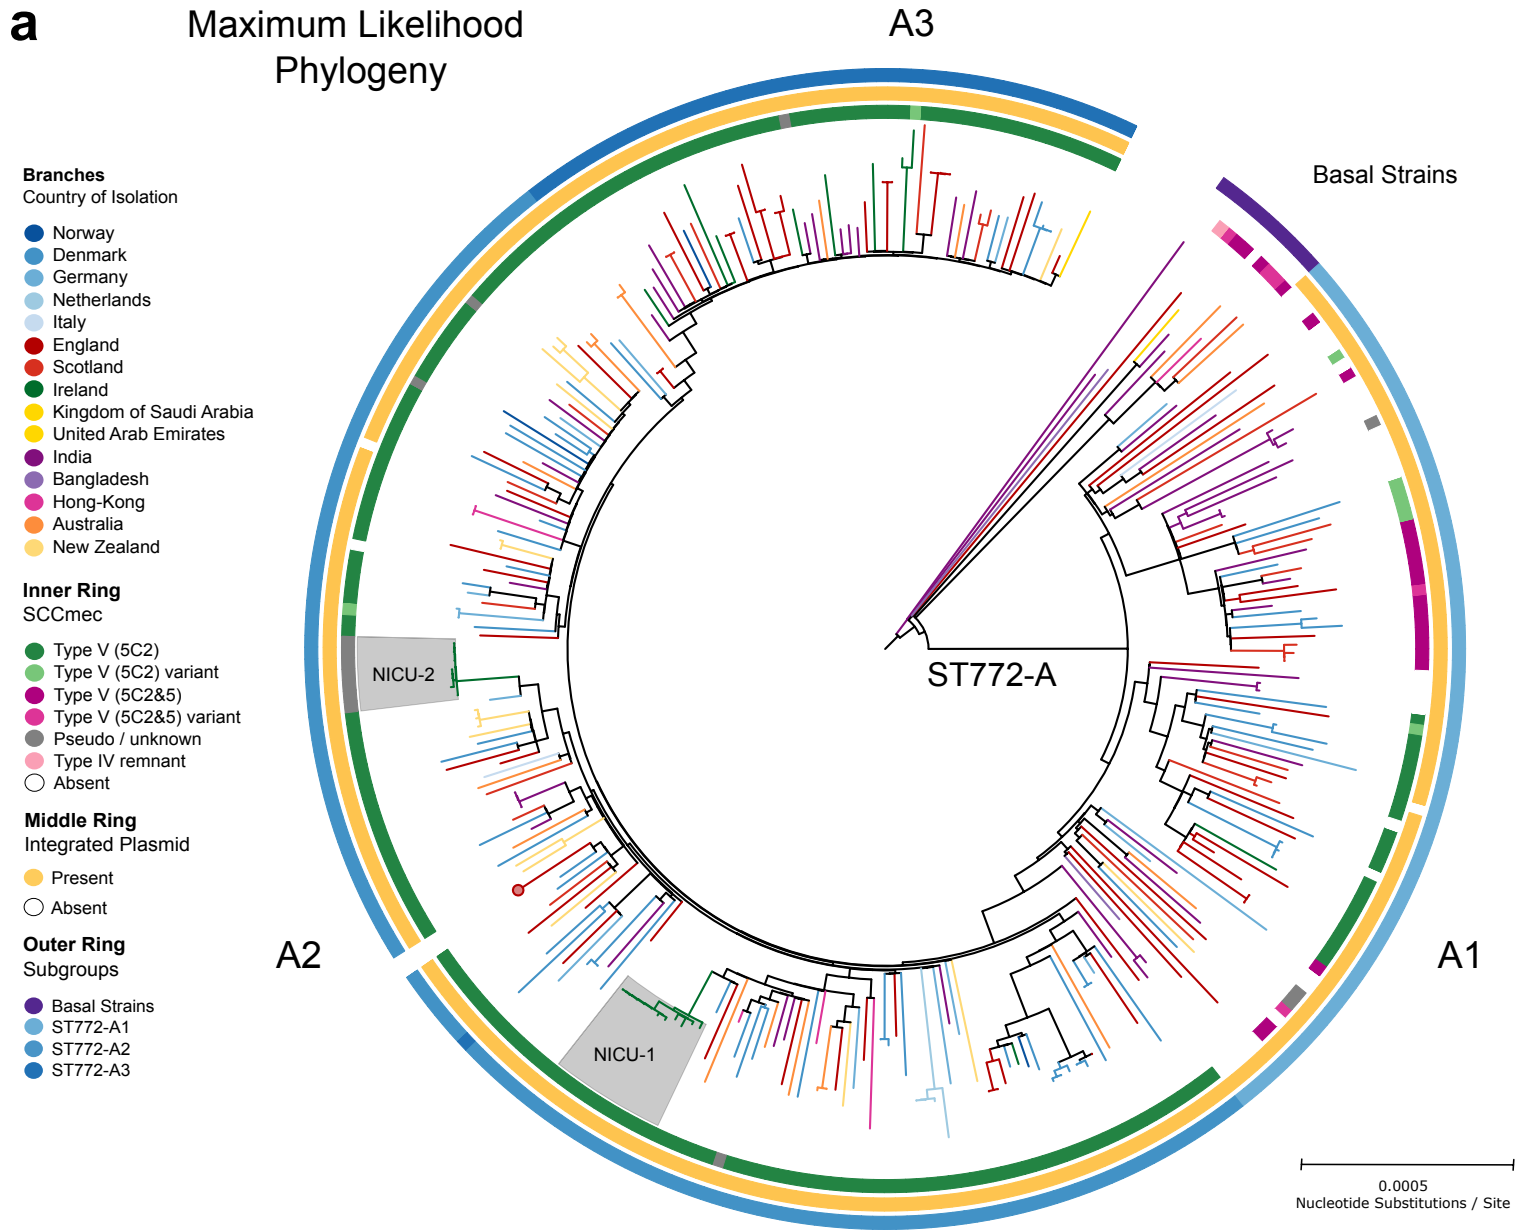 a
Maximum Likelihood
Phylogeny
A3
Basal Strains
Branches
Country of Isolation
Norway
Denmark
Germany
Netherlands
Italy
England
Scotland
Ireland
Kingdom of Saudi Arabia
United Arab Emirates
India
Bangladesh
Hong-Kong
Australia
New Zealand
Inner Ring
SCCmec
Type V (5C2)
Type V (5C2) variant
Type V (5C2&5)
Type V (5C2&5) variant
Pseudo / unknown
Type IV remnant
Absent
Middle Ring
Integrated Plasmid
Present
Absent
Outer Ring
Subgroups
Basal Strains
ST772-A1
ST772-A2
ST772-A3
NICU-2
ST772-A
A2
A1
NICU-1
0.0005
Nucleotide Substitutions / Site